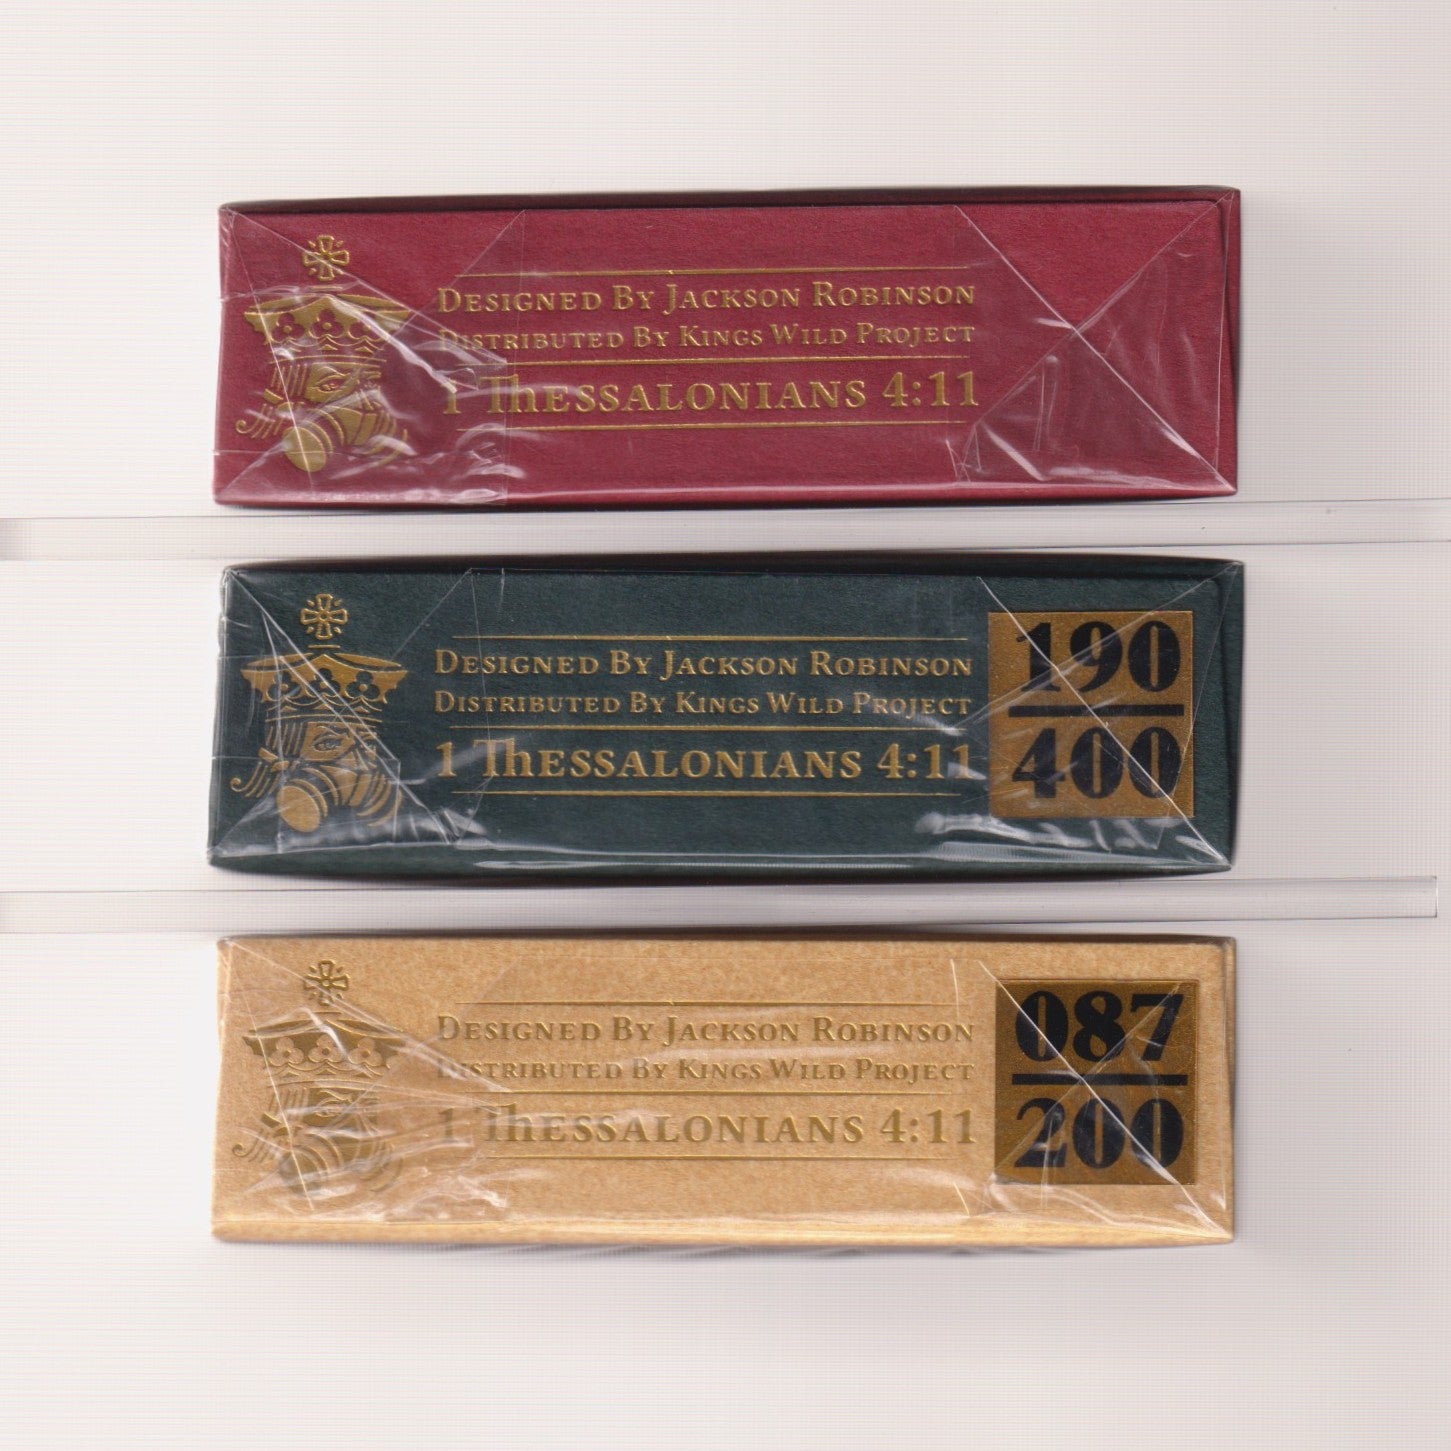 Designed By Jackson Robinson
Distributed By Kings Wild Project
1 Thessalonians 4:11
Designed By Jackson Robinson
Distributed By Kings Wild Project
1 Thessalonians 4:11
190
400
Designed By Jackson Robinson
Distributed By Kings Wild Project
1 Thessalonians 4:11
087
200